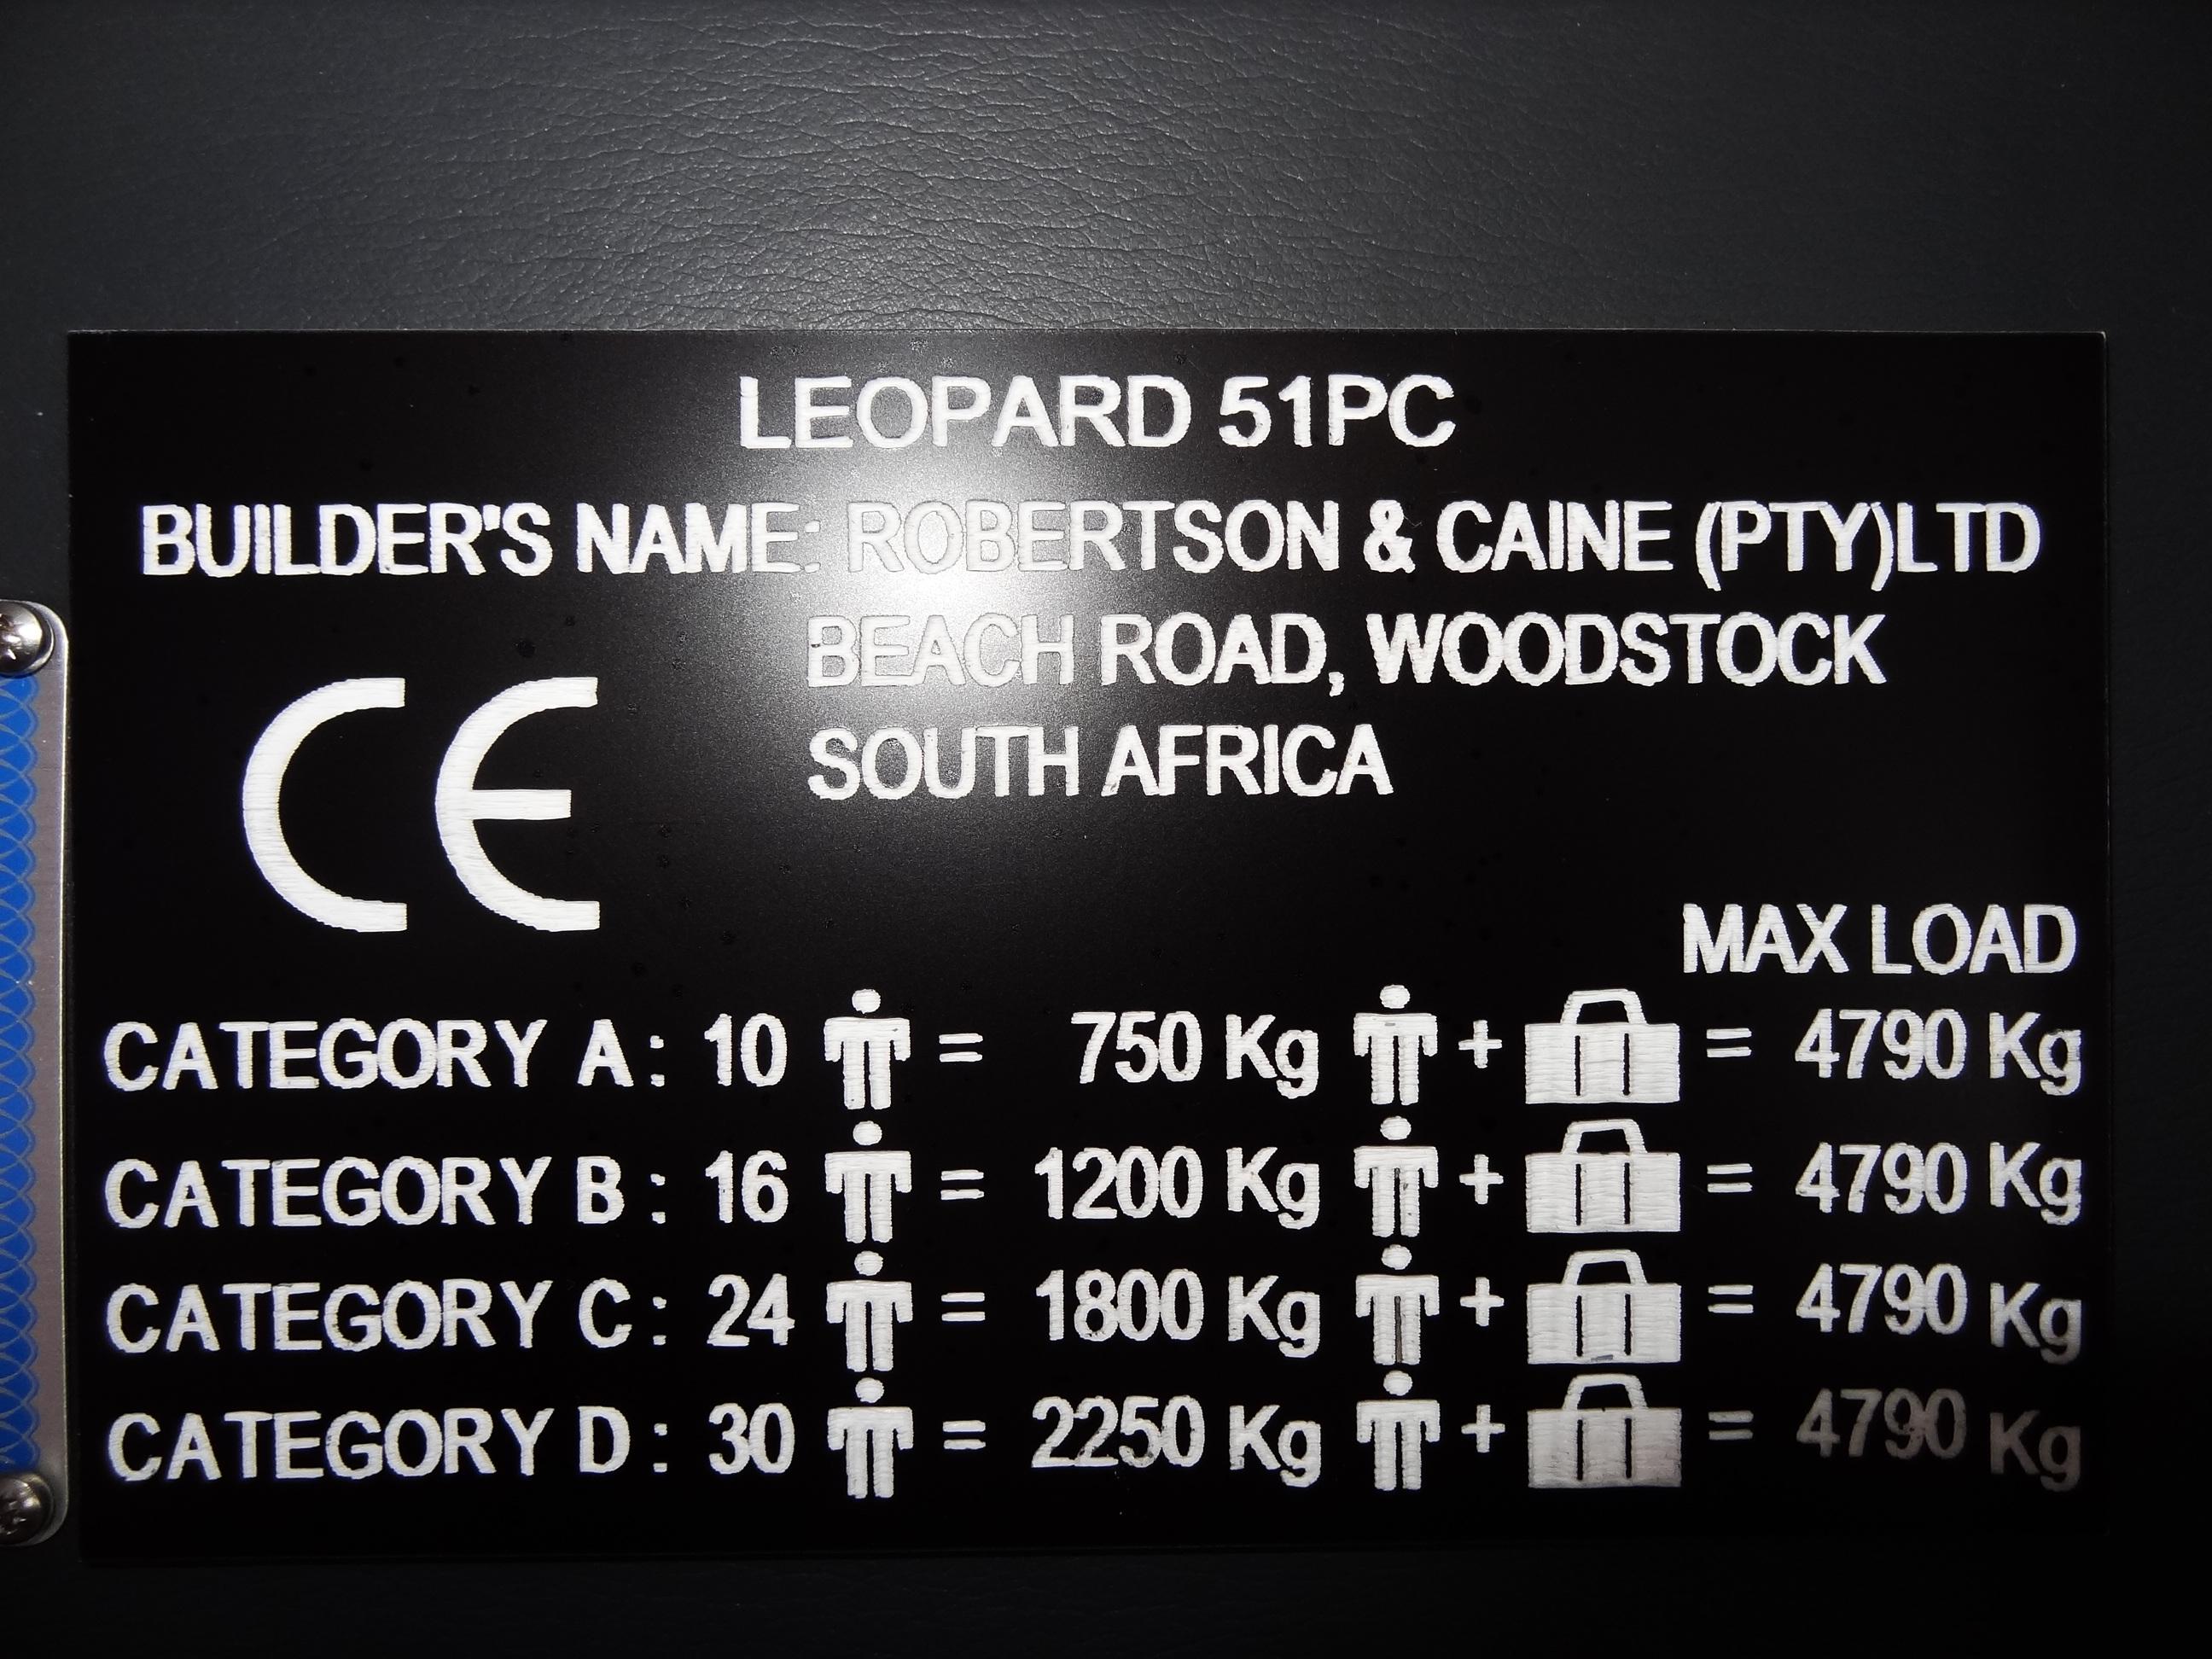 LEOPARD 51PC
BUILDER'S NAME: ROBERTSON & CAINE (PTY)LTD
BEACH ROAD, WOODSTOCK
SOUTH AFRICA
CE
MAX LOAD
CATEGORY A: 10 = 750 Kg + = 4790 Kg
CATEGORY B: 16 = 1200 Kg + = 4790 Kg
CATEGORY C: 24 = 1800 Kg + = 4790 Kg
CATEGORY D: 30 = 2250 Kg + = 4790 Kg